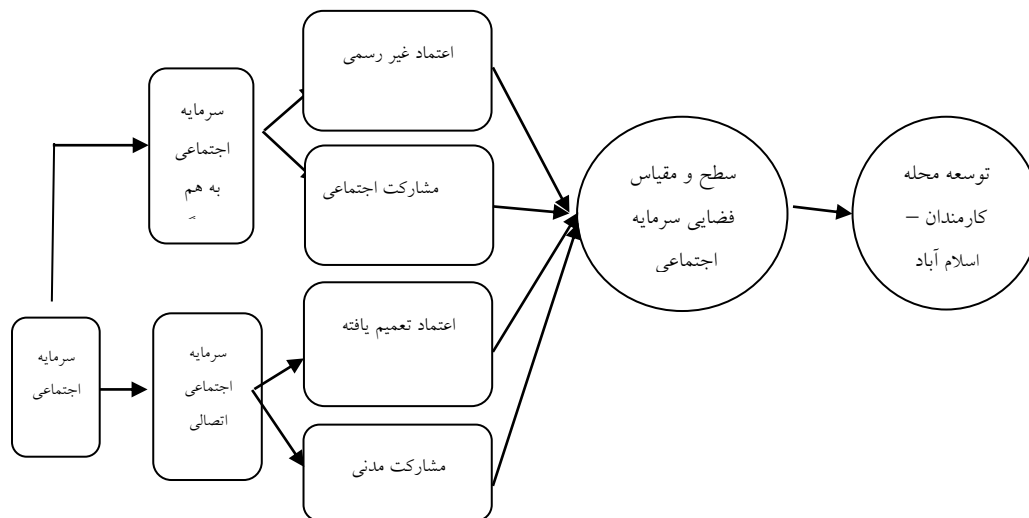 سرمایه
اجتماعی
سرمایه
اجتماعی
به هم
سرمایه
اجتماعی
اتصالی
اعتماد غیر رسمی
مشارکت اجتماعی
اعتماد تعمیم یافته
مشارکت مدنی
سطح و مقیاس
فضایی سرمایه
اجتماعی
توسعه محله
کارمندان –
اسلام آباد